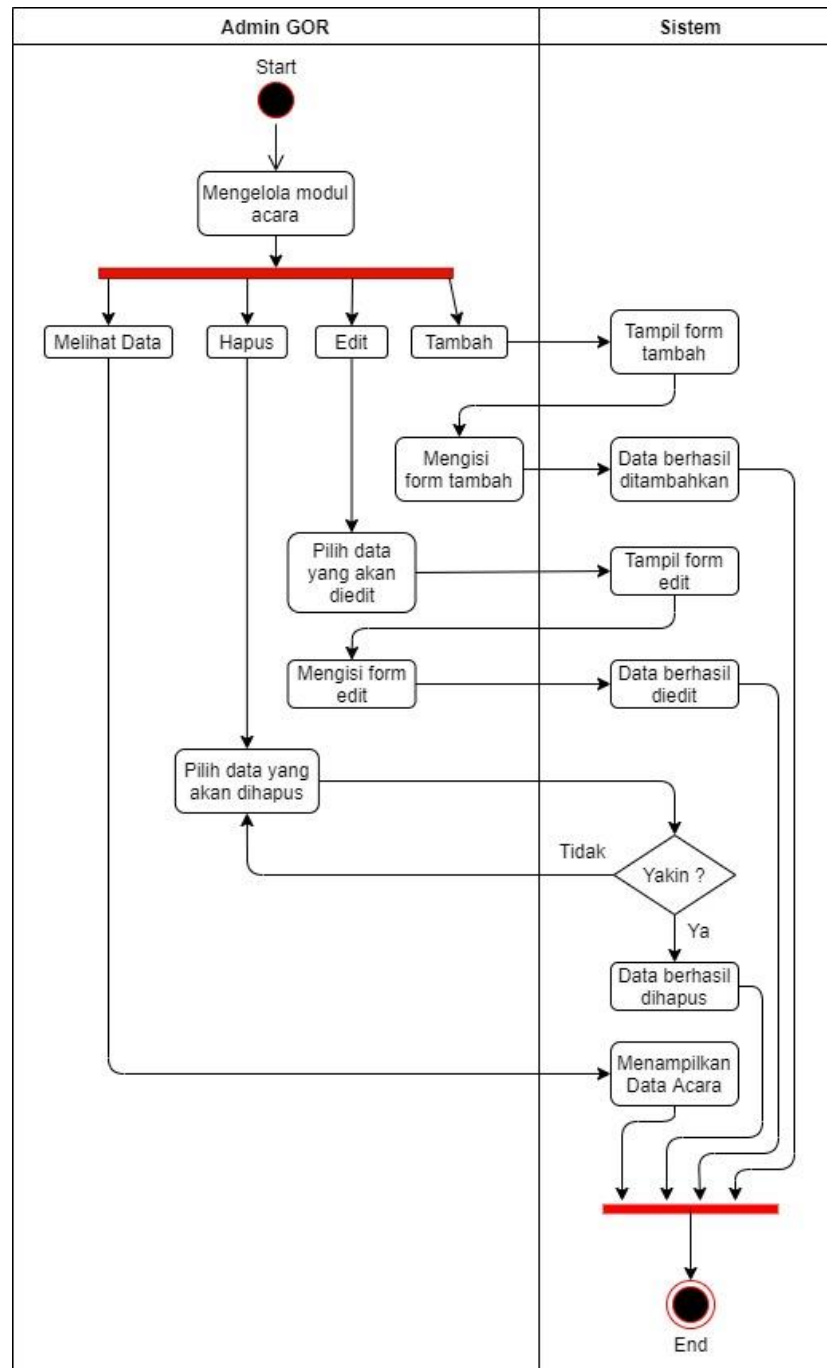 Admin GOR
Sistem
Start
Mengelola modul
acara
Melihat Data
Hapus
Edit
Tambah
Tampil form
tambah
Mengisi
form tambah
Data berhasil
ditambahkan
Pilih data
yang akan
diedit
Tampil form
edit
Mengisi form
edit
Data berhasil
diedit
Pilih data yang
akan dihapus
Tidak
Yakin ?
Ya
Data berhasil
dihapus
Menampilkan
Data Acara
End